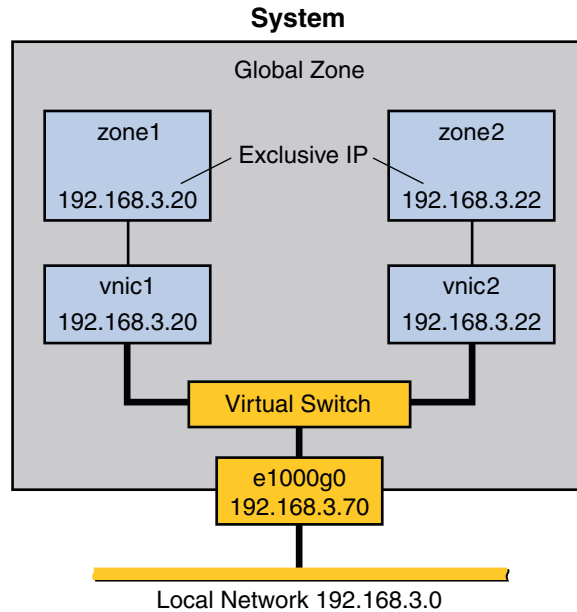 System
Global Zone
zone1
zone2
Exclusive IP
192.168.3.20
192.168.3.22
vnic1
192.168.3.20
vnic2
192.168.3.22
Virtual Switch
e1000g0
192.168.3.70
Local Network 192.168.3.0